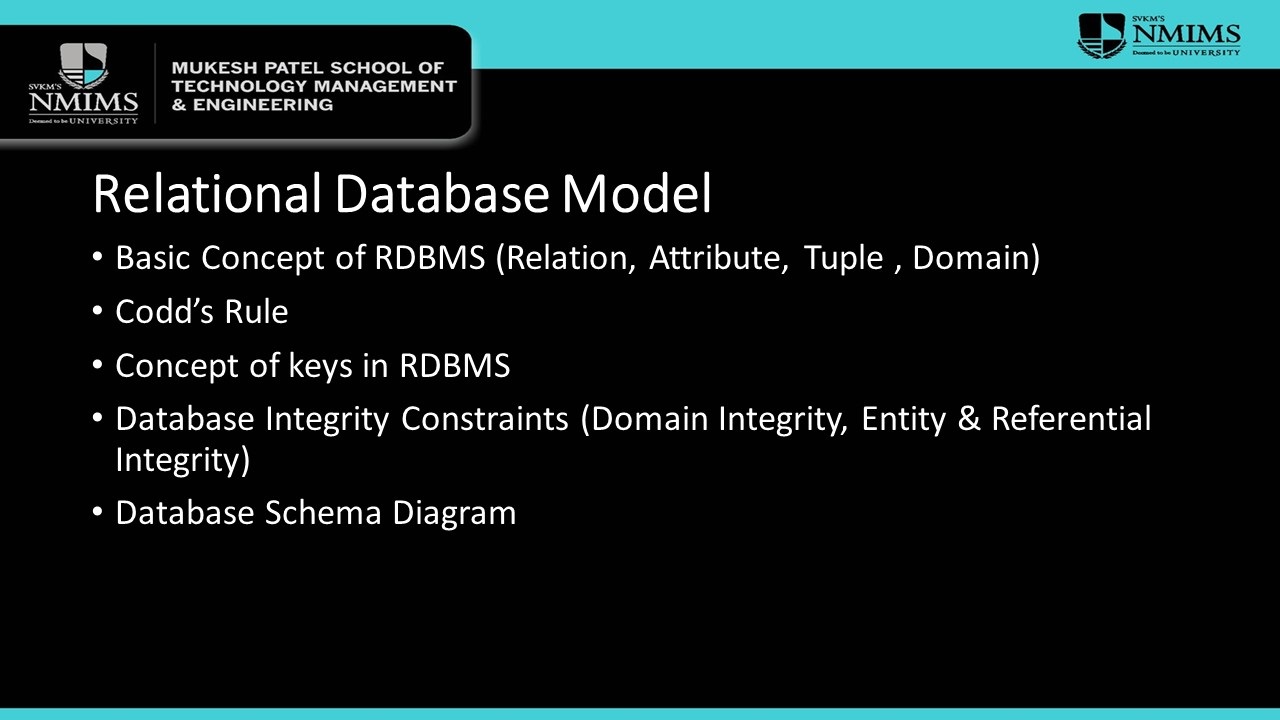 SVKM'S
NMIMS
Deemed to be UNIVERSITY
MUKESH PATEL SCHOOL OF
TECHNOLOGY MANAGEMENT
& ENGINEERING
SVKM'S
NMIMS
Deemed to be UNIVERSITY
Relational Database Model
• Basic Concept of RDBMS (Relation, Attribute, Tuple , Domain)
• Codd’s Rule
• Concept of keys in RDBMS
• Database Integrity Constraints (Domain Integrity, Entity & Referential
Integrity)
• Database Schema Diagram